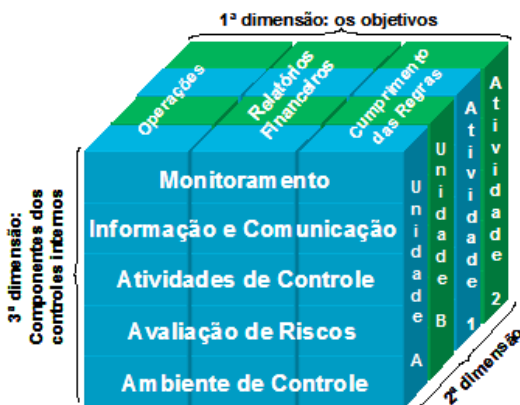 1ª dimensão: os objetivos
Operações
Relatórios
Financeiros
Cumprimento
das Regras
3ª dimensão:
Componentes dos
controles internos
Monitoramento
Informação e Comunicação
Atividades de Controle
Avaliação de Riscos
Ambiente de Controle
Unidade A
Unidade B
Atividade 1
Atividade 2
2ª dimensão